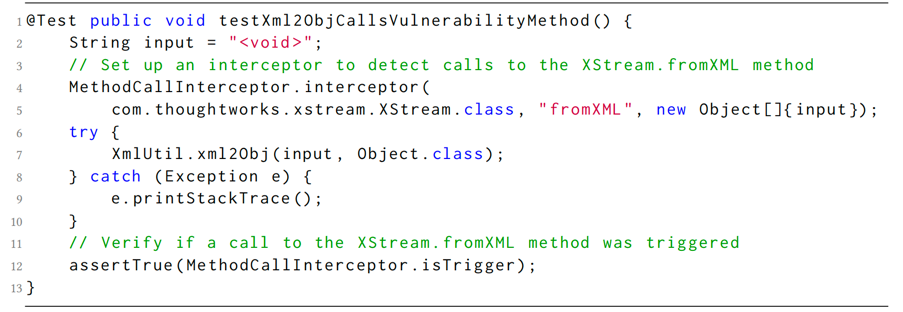 1 @Test public void testXml2ObjCallsVulnerabilityMethod() {
2 String input = "<void>";
3 // Set up an interceptor to detect calls to the XStream.fromXML method
4 MethodCallInterceptor.interceptor(
5 com.thoughtworks.xstream.XStream.class, "fromXML", new Object[]{input});
6 try {
7 XmlUtil.xml2Obj(input, Object.class);
8 } catch (Exception e) {
9 e.printStackTrace();
10 }
11 // Verify if a call to the XStream.fromXML method was triggered
12 assertTrue(MethodCallInterceptor.isTrigger);
13 }